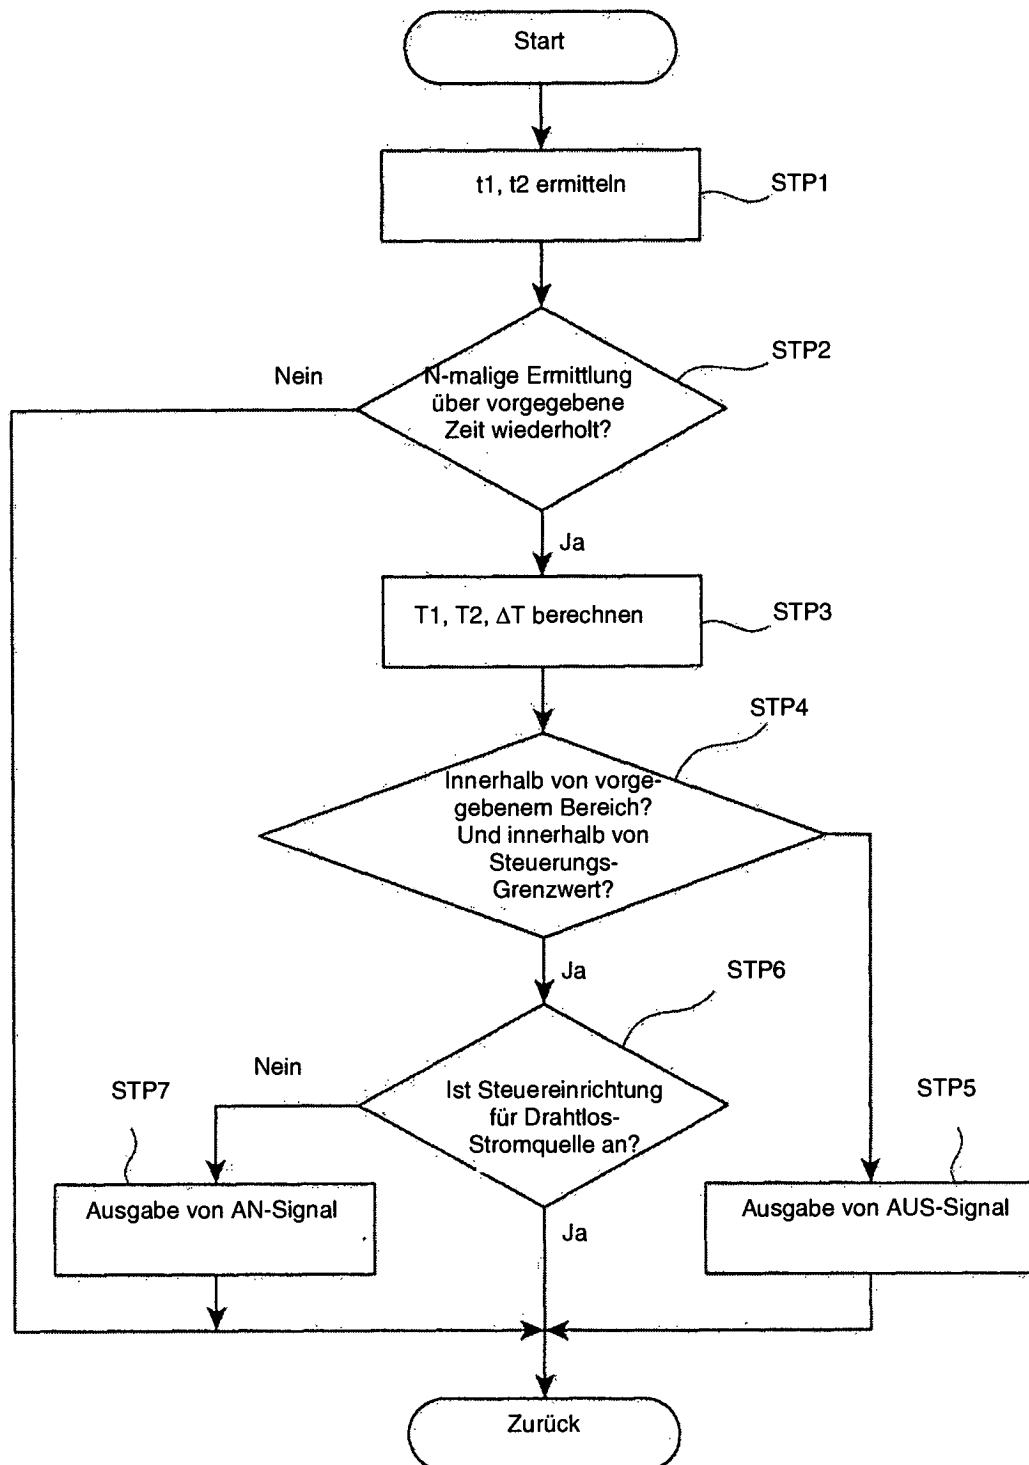 Start
t1, t2 ermitteln
STP1
STP2
Nein
N-malige Ermittlung
über vorgegebene
Zeit wiederholt?
Ja
T1, T2, ΔT berechnen
STP3
STP4
Innerhalb von vorge-
gebenem Bereich?
Und innerhalb von
Steuerungs-
Grenzwert?
Ja
STP6
Nein
STP7
Ist Steuereinrichtung
für Drahtlos-
Stromquelle an?
STP5
Ausgabe von AN-Signal
Ausgabe von AUS-Signal
Ja
Zurück